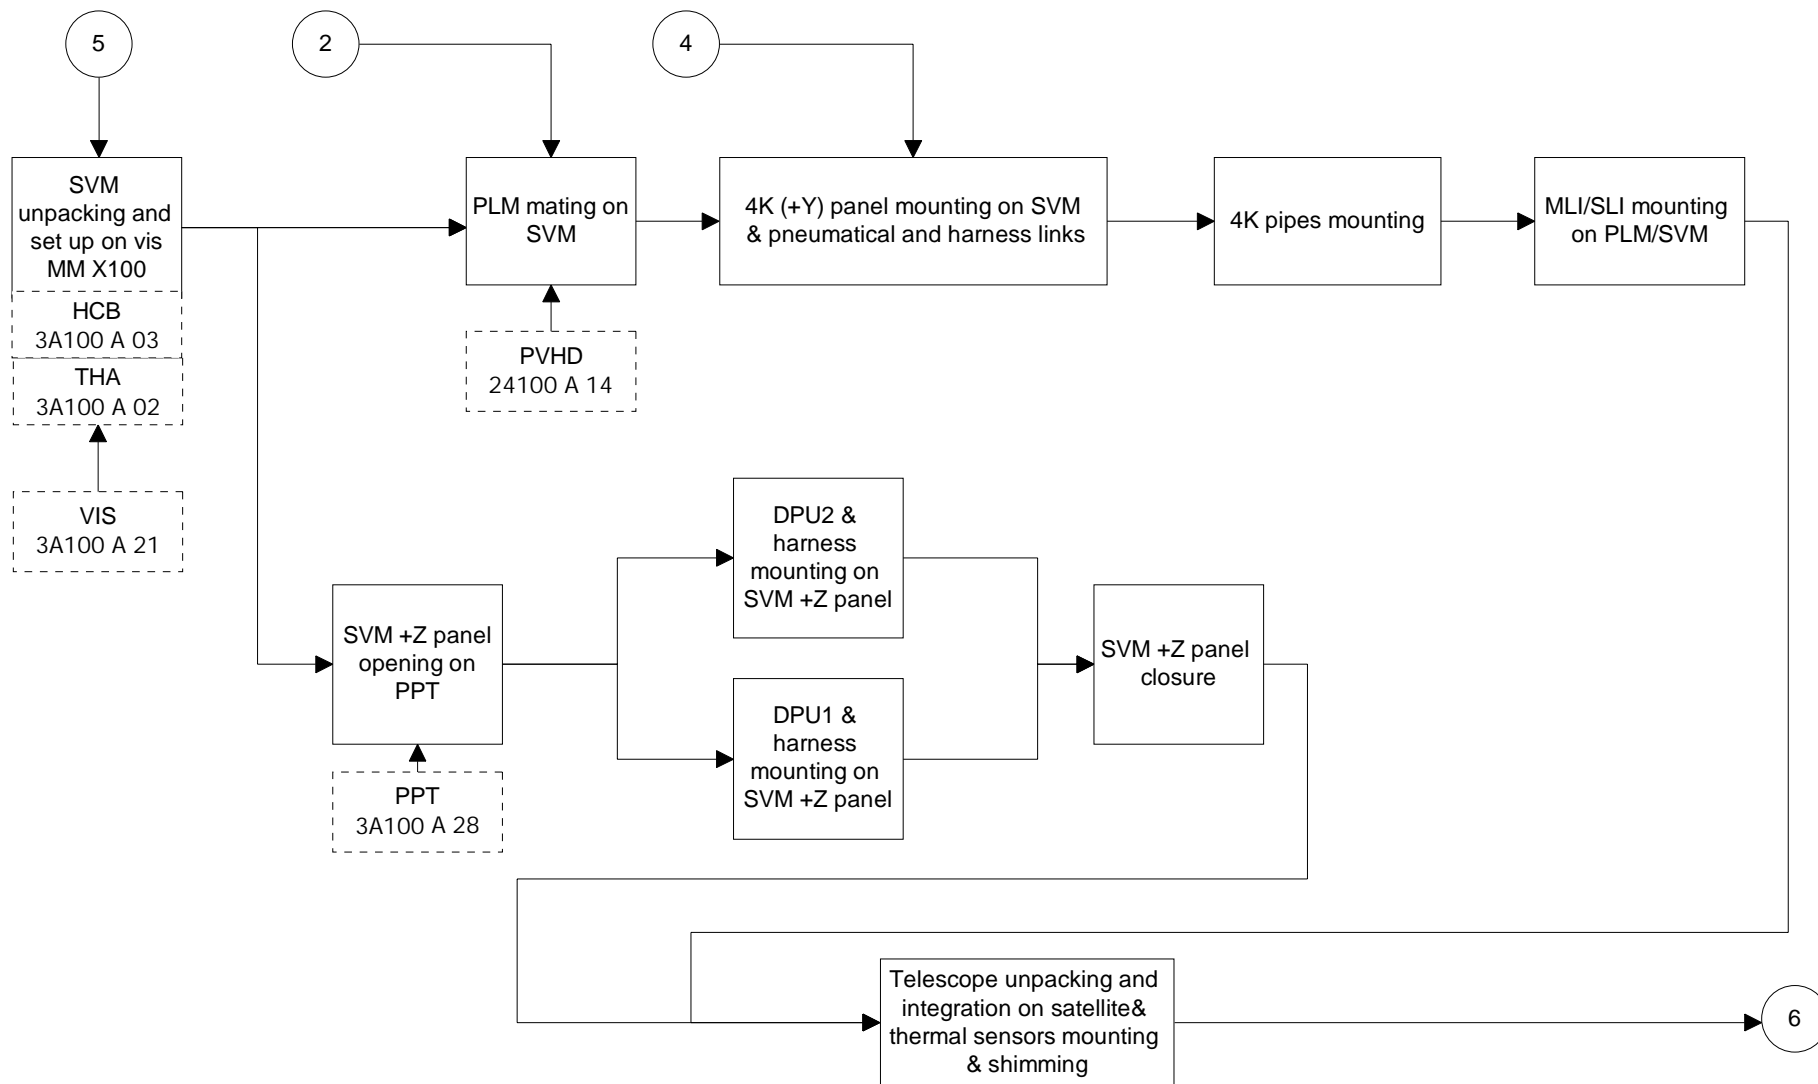 5
2
4
SVM
unpacking and
set up on vis
MM X100
HCB
3A100 A 03
THA
3A100 A 02
VIS
3A100 A 21
PLM mating on
SVM
PVHD
24100 A 14
4K (+Y) panel mounting on SVM
& pneumatical and harness links
4K pipes mounting
MLI/SLI mounting
on PLM/SVM
SVM +Z panel
opening on
PPT
PPT
3A100 A 28
DPU2 &
harness
mounting on
SVM +Z panel
DPU1 &
harness
mounting on
SVM +Z panel
SVM +Z panel
closure
Telescope unpacking and
integration on satellite&
thermal sensors mounting
& shimming
6